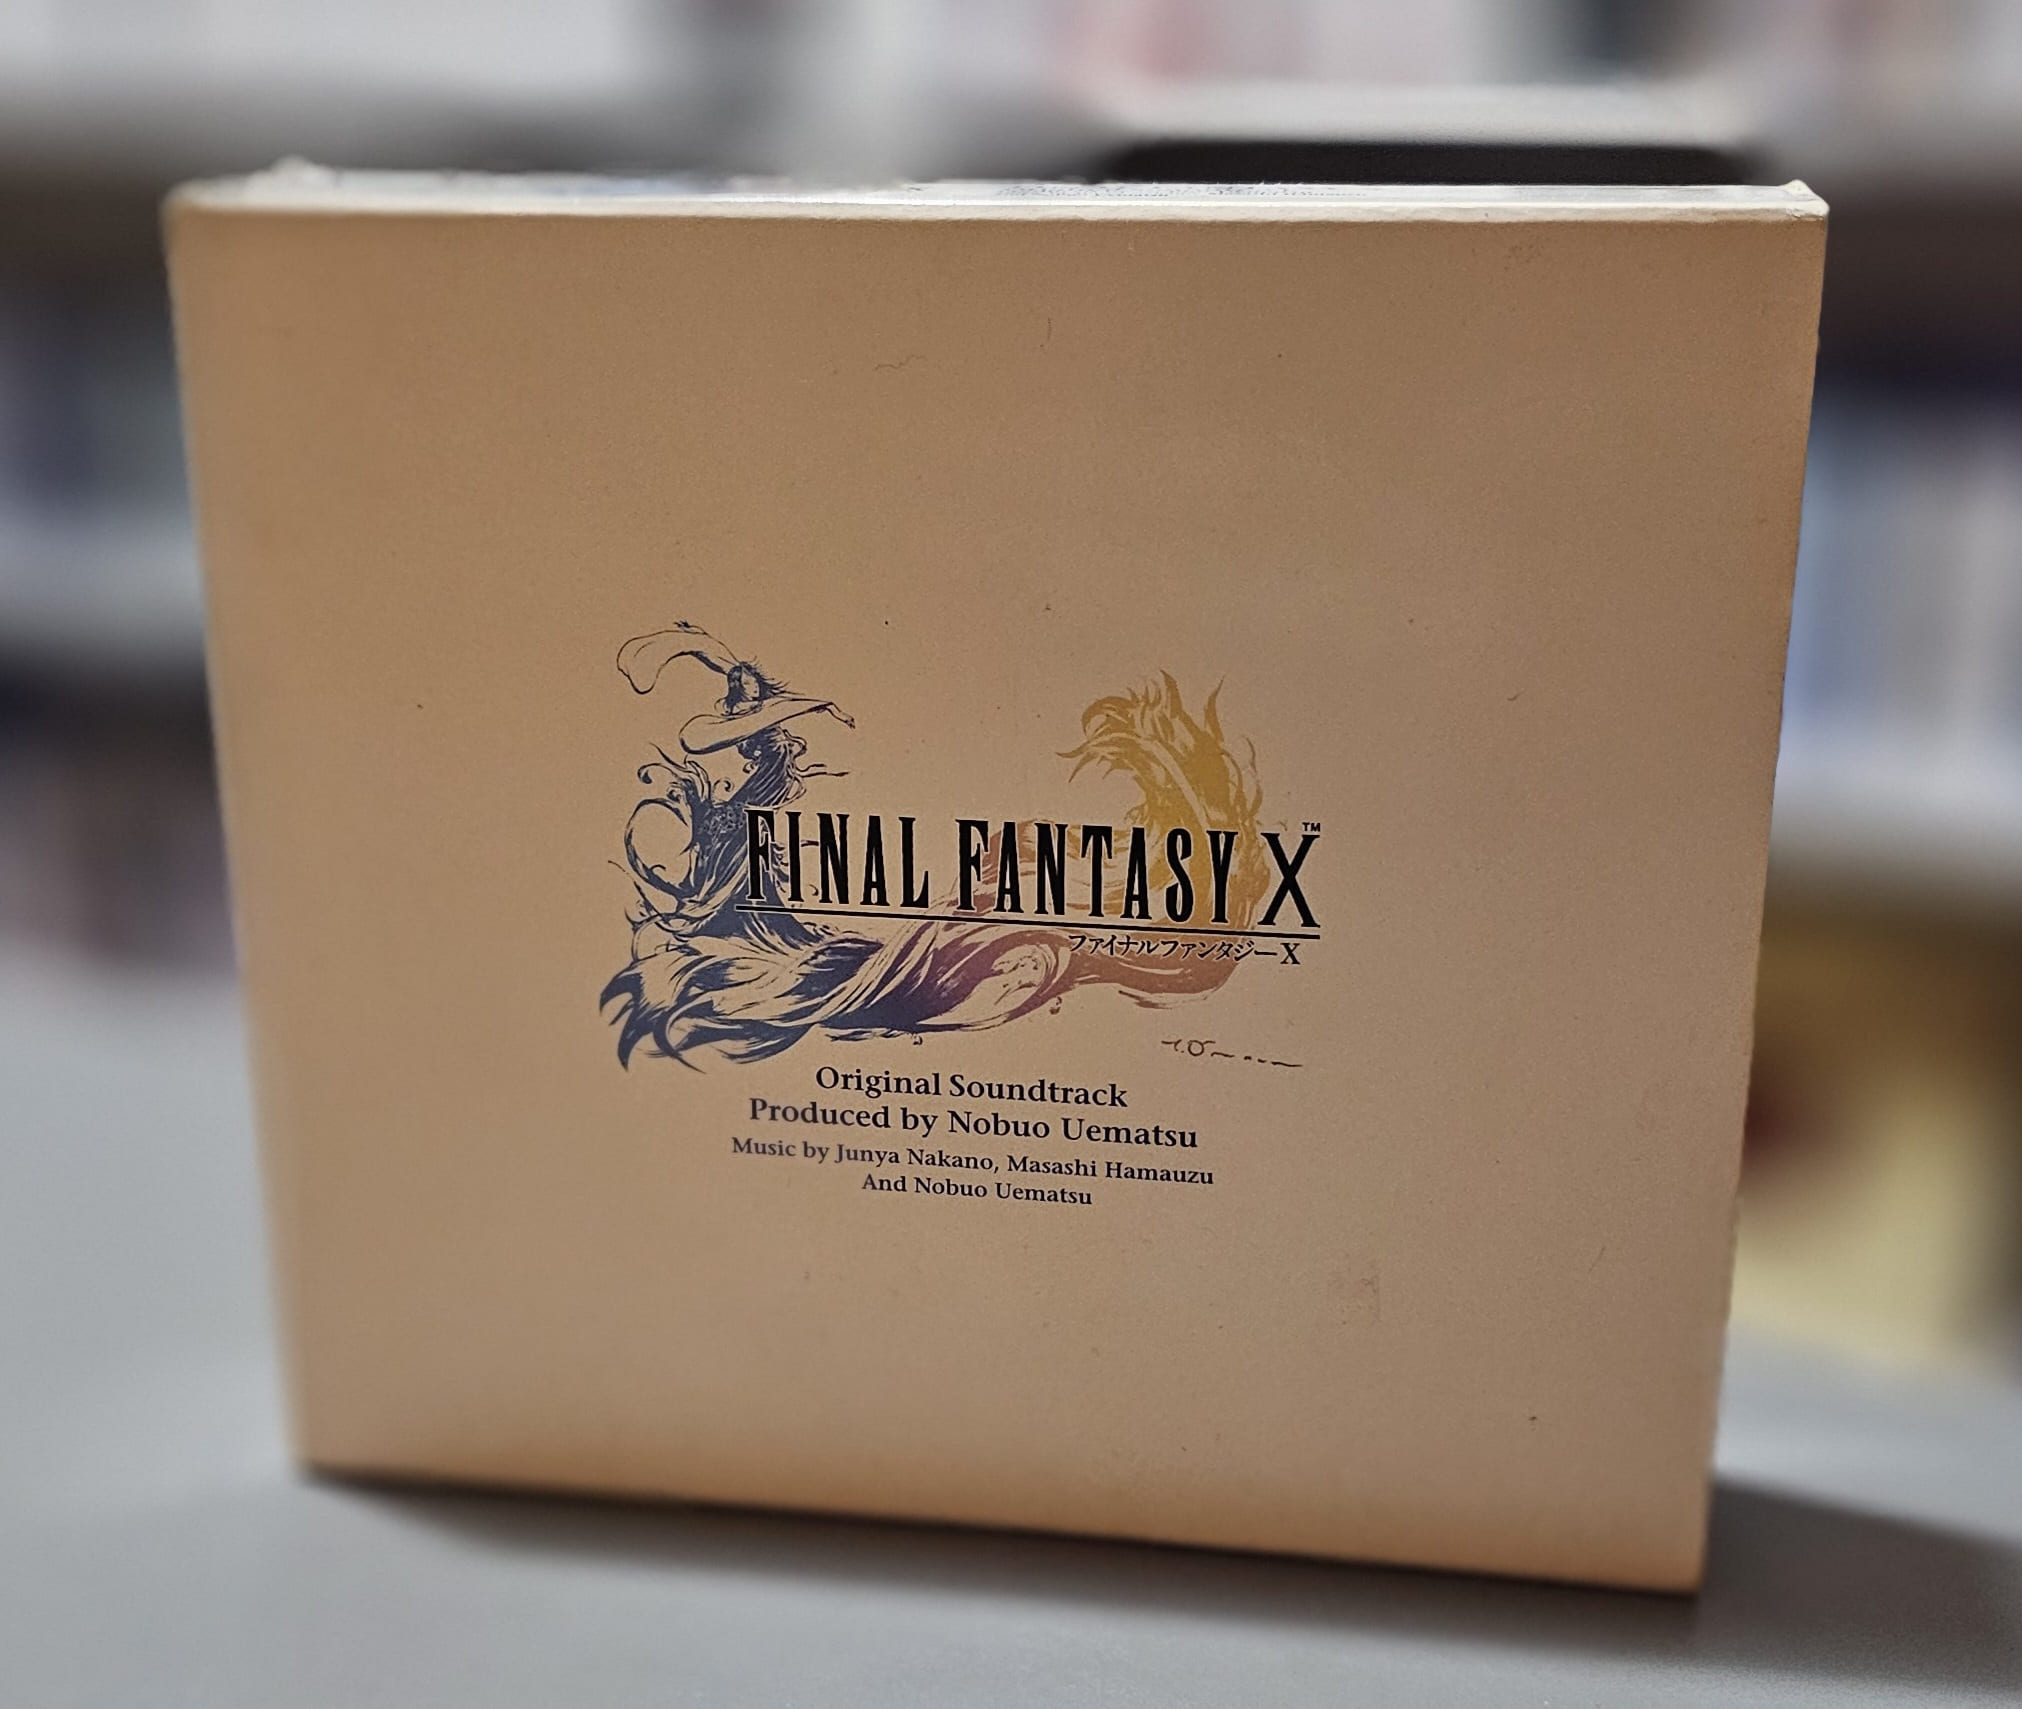 FINAL FANTASY X™
ファイナルファンタジーX
Original Soundtrack
Produced by Nobuo Uematsu
Music by Junya Nakano, Masashi Hamauzu
And Nobuo Uematsu